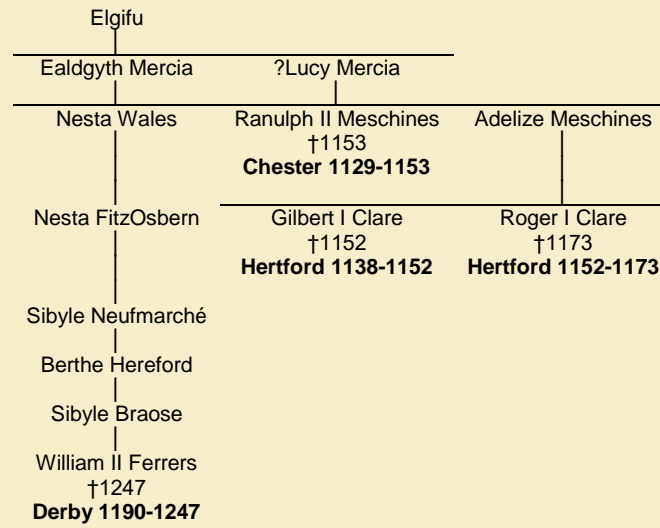 Elgifu
Ealdgyth Mercia ?Lucy Mercia
Nesta Wales Ranulph II Meschines Adelize Meschines
†1153
Chester 1129-1153
Nesta FitzOsbern Gilbert I Clare Roger I Clare
†1152 †1173
Hertford 1138-1152 Hertford 1152-1173
Sibyle Neufmarché
Berthe Hereford
Sibyle Braose
William II Ferrers
†1247
Derby 1190-1247